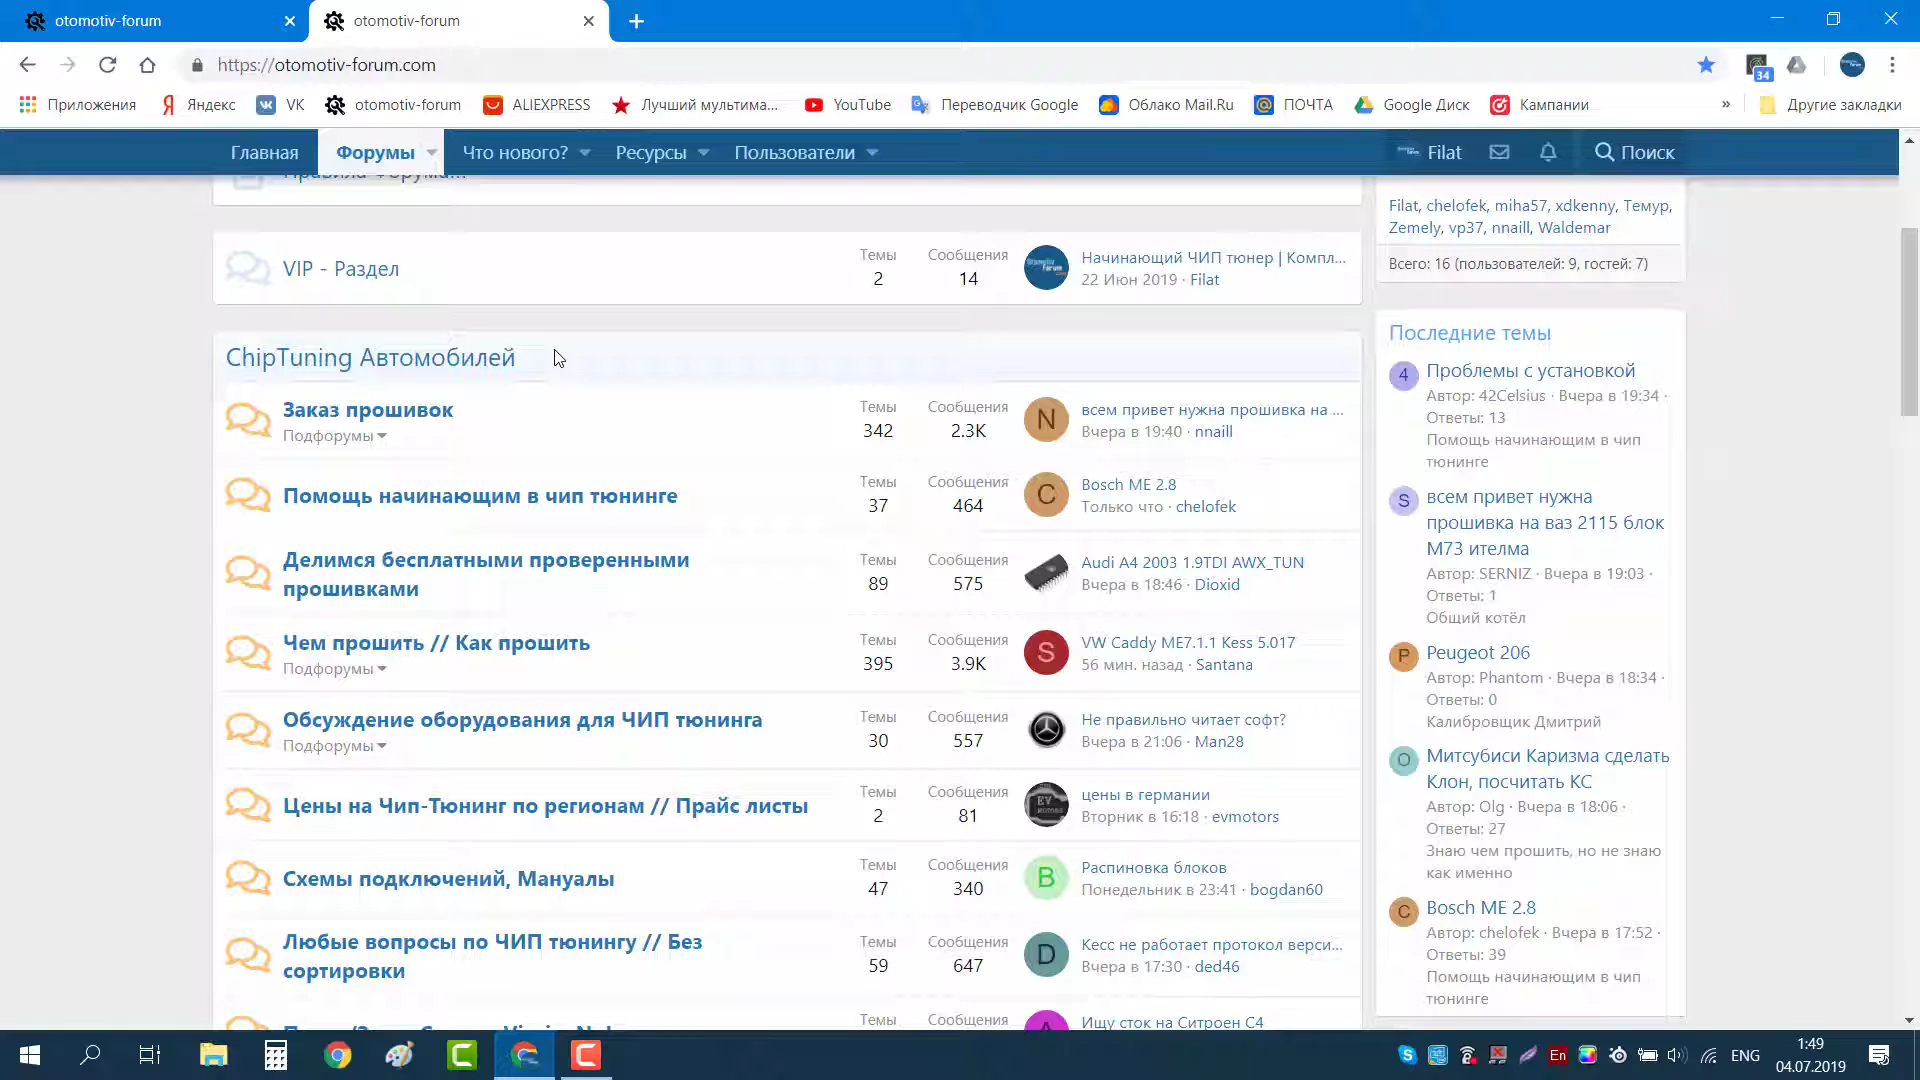 otomotiv-forum
otomotiv-forum
https://otomotiv-forum.com
34
Приложения
Яндекс
VK
otomotiv-forum
ALIEXPRESS
Лучший мультима...
YouTube
Переводчик Google
Облако Mail.Ru
ПОЧТА
Google Диск
Кампании
»
Другие закладки
Главная
Форумы
Что нового?
Ресурсы
Пользователи
Filat
Поиск
VIP - Раздел
Темы
2
Сообщения
14
Начинающий ЧИП тюнер | Компл...
22 Июн 2019 · Filat
ChipTuning Автомобилей
Заказ прошивок
Подфорумы
Темы
342
Сообщения
2.3K
N
всем привет нужна прошивка на ...
Вчера в 19:40 · nnaill
Помощь начинающим в чип тюнинге
Темы
37
Сообщения
464
C
Bosch ME 2.8
Только что · chelofek
Делимся бесплатными проверенными
прошивками
Темы
89
Сообщения
575
Audi A4 2003 1.9TDI AWX_TUN
Вчера в 18:46 · Dioxid
Чем прошить // Как прошить
Подфорумы
Темы
395
Сообщения
3.9K
S
VW Caddy ME7.1.1 Kess 5.017
56 мин. назад · Santana
Обсуждение оборудования для ЧИП тюнинга
Подфорумы
Темы
30
Сообщения
557
Не правильно читает софт?
Вчера в 21:06 · Man28
Цены на Чип-Тюнинг по регионам // Прайс листы
Темы
2
Сообщения
81
цены в германии
Вторник в 16:18 · evmotors
Схемы подключений, Мануалы
Темы
47
Сообщения
340
B
Распиновка блоков
Понедельник в 23:41 · bogdan60
Любые вопросы по ЧИП тюнингу // Без
сортировки
Темы
59
Сообщения
647
D
Кесс не работает протокол верси...
Вчера в 17:30 · ded46
Темы
Сообщения
Ищу сток на Ситроен С4
Filat, chelofek, miha57, xdkenny, Темур,
Zemely, vp37, nnaill, Waldemar
Всего: 16 (пользователей: 9, гостей: 7)
Последние темы
4
Проблемы с установкой
Автор: 42Celsius · Вчера в 19:34 ·
Ответы: 13
Помощь начинающим в чип
тюнинге
S
всем привет нужна
прошивка на ваз 2115 блок
М73 ителма
Автор: SERNIZ · Вчера в 19:03 ·
Ответы: 1
Общий котёл
P
Peugeot 206
Автор: Phantom · Вчера в 18:34 ·
Ответы: 0
Калибровщик Дмитрий
O
Митсубиси Каризма сделать
Клон, посчитать КС
Автор: Olg · Вчера в 18:06 ·
Ответы: 27
Знаю чем прошить, но не знаю
как именно
C
Bosch ME 2.8
Автор: chelofek · Вчера в 17:52 ·
Ответы: 39
Помощь начинающим в чип
тюнинге
En
ENG
1:49
04.07.2019